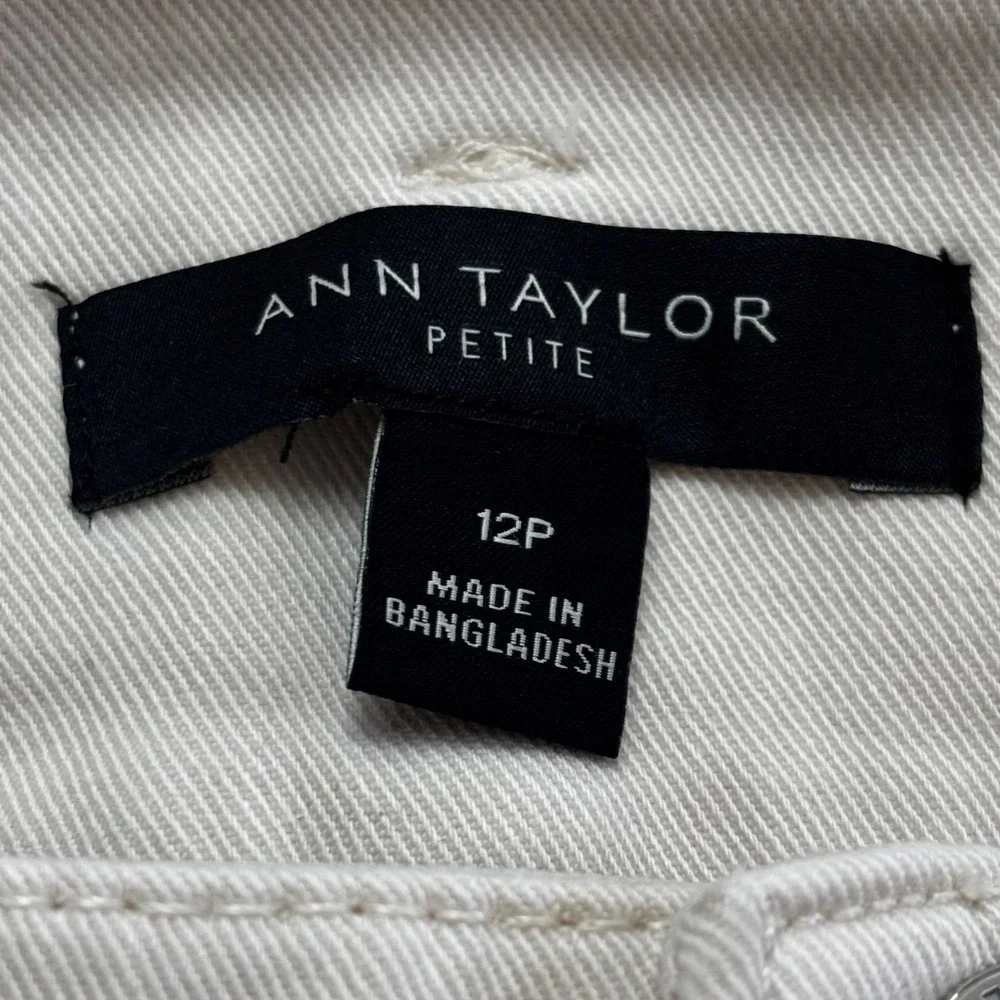 ANN TAYLOR
PETITE
12P
MADE IN
BANGLADESH